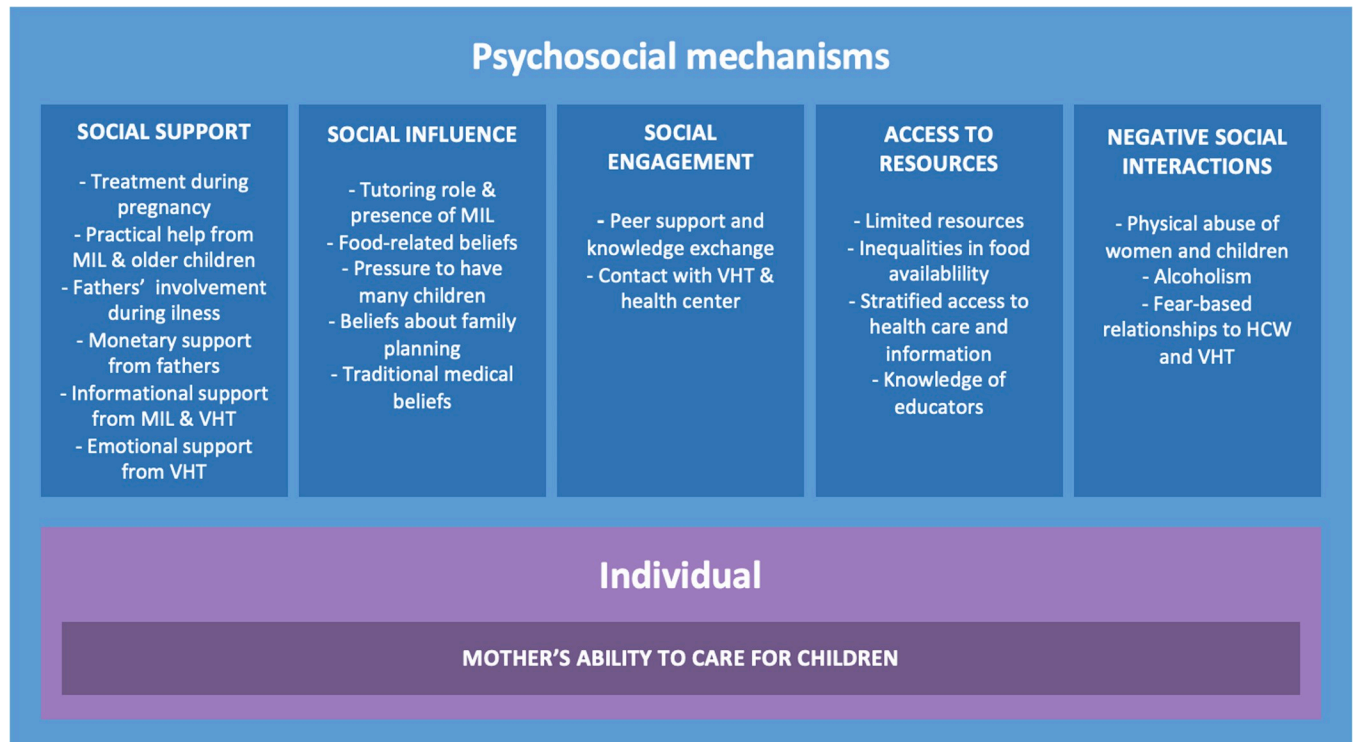 Psychosocial mechanisms
SOCIAL SUPPORT
- Treatment during
pregnancy
- Practical help from
MIL & older children
- Fathers' involvement
during ilness
- Monetary support
from fathers
- Informational support
from MIL & VHT
- Emotional support
from VHT
SOCIAL INFLUENCE
- Tutoring role &
presence of MIL
- Food-related beliefs
- Pressure to have
many children
- Beliefs about family
planning
- Traditional medical
beliefs
SOCIAL
ENGAGEMENT
- Peer support and
knowledge exchange
- Contact with VHT &
health center
ACCESS TO
RESOURCES
- Limited resources
- Inequalities in food
availablility
- Stratified access to
health care and
information
- Knowledge of
educators
NEGATIVE SOCIAL
INTERACTIONS
- Physical abuse of
women and children
- Alcoholism
- Fear-based
relationships to HCW
and VHT
Individual
MOTHER'S ABILITY TO CARE FOR CHILDREN